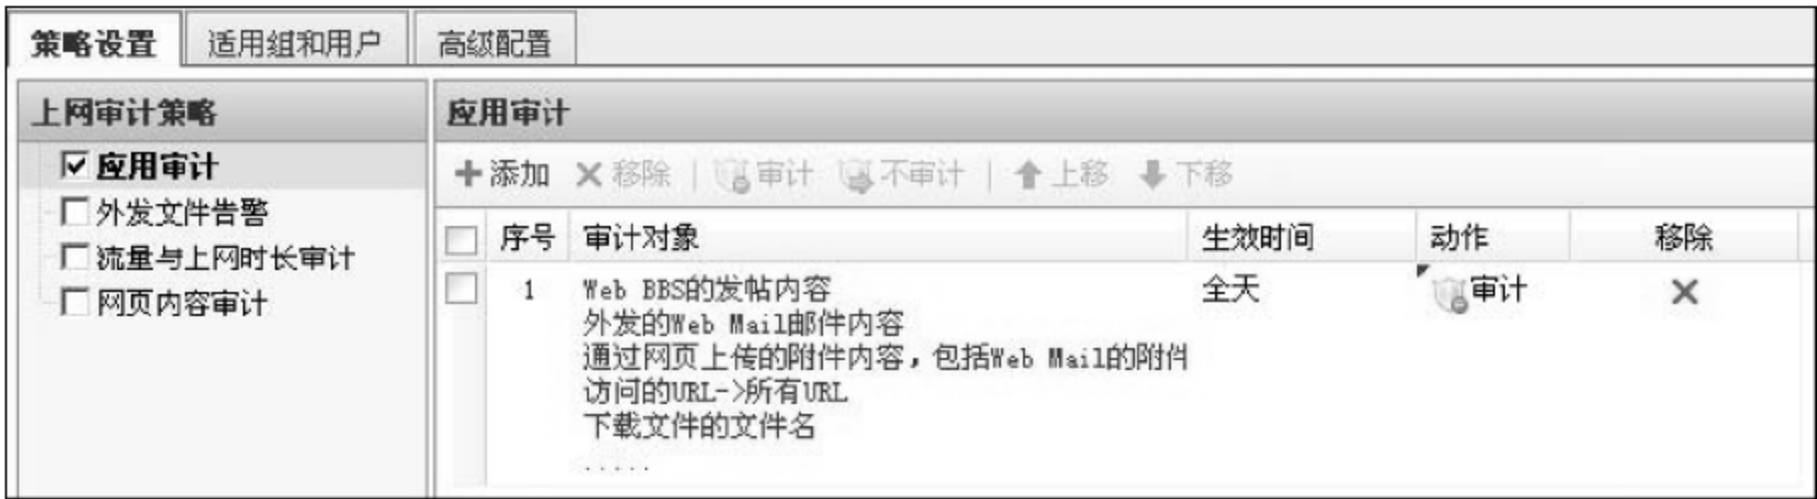 策略设置 适用组和用户 高级配置
上网审计策略
应用审计
外发文件告警
流量与上网时长审计
网页内容审计
应用审计
添加 移除 | 审计 不审计 | 上移 下移
序号 审计对象 生效时间 动作 移除
1 Web BBS的发帖内容 全天 审计
外发的Web Mail邮件内容
通过网页上传的附件内容，包括Web Mail的附件
访问的URL->所有URL
下载文件的文件名
.....